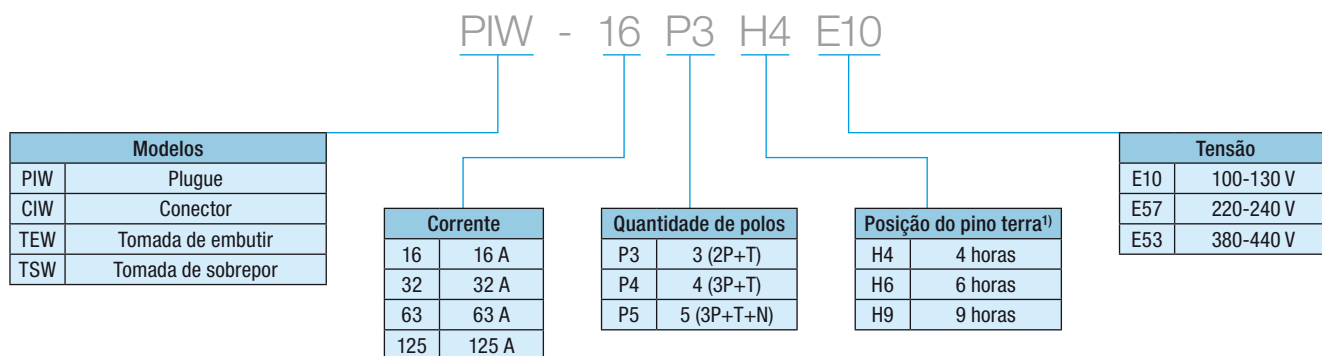 PIW - 16 P3 H4 E10
Modelos
PIW Plugue
CIW Conector
TEW Tomada de embutir
TSW Tomada de sobrepor
Corrente
16 16 A
32 32 A
63 63 A
125 125 A
Quantidade de polos
P3 3 (2P+T)
P4 4 (3P+T)
P5 5 (3P+T+N)
Posição do pino terra¹⁾
H4 4 horas
H6 6 horas
H9 9 horas
Tensão
E10 100-130 V
E57 220-240 V
E53 380-440 V